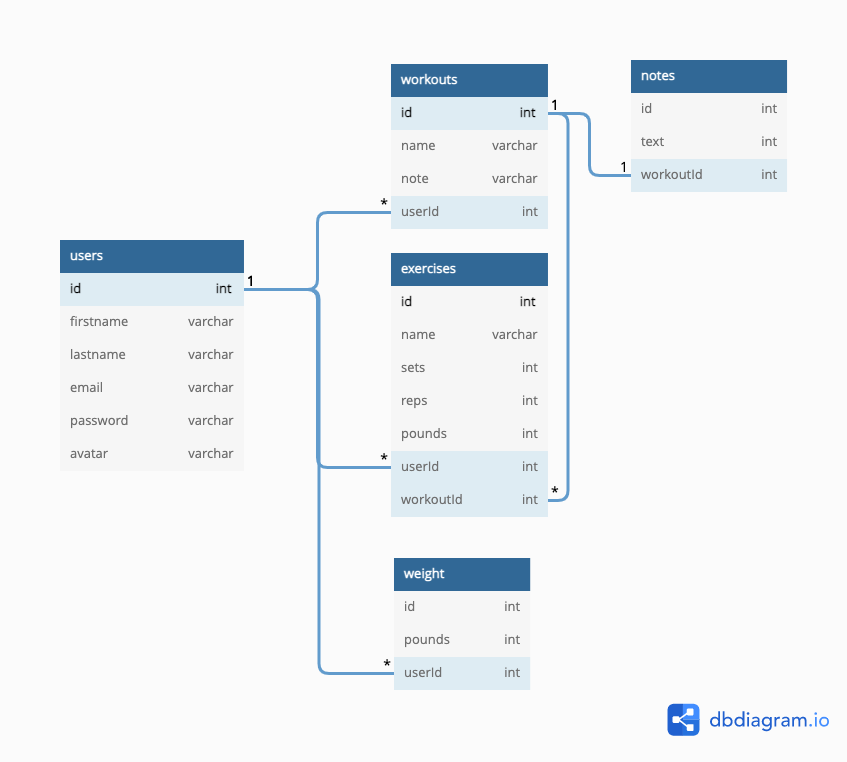 workouts
id int
name varchar
note varchar
userId int
notes
id int
text int
workoutId int
1
1
*
users
id int
firstname varchar
lastname varchar
email varchar
password varchar
avatar varchar
1
exercises
id int
name varchar
sets int
reps int
pounds int
userId int
workoutId int
*
*
weight
id int
pounds int
userId int
*
dbdiagram.io